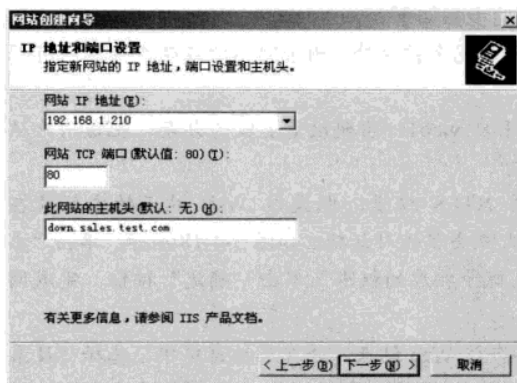 网站创建向导
IP 地址和端口设置
指定新网站的 IP 地址,端口设置和主机头。
网站 IP 地址(E):
192.168.1.210
网站 TCP 端口(默认值: 80)(T):
80
此网站的主机头(默认: 无)(H):
down.sales.test.com
有关更多信息,请参阅 IIS 产品文档。
< 上一步(B) 下一步(N) > 取消